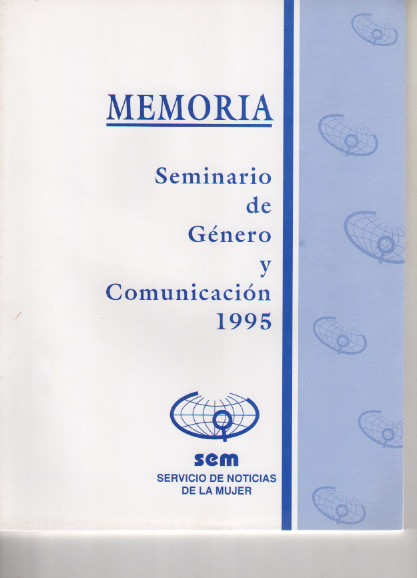 MEMORIA
Seminario
de
Género
y
Comunicación
1995
sem
SERVICIO DE NOTICIAS
DE LA MUJER